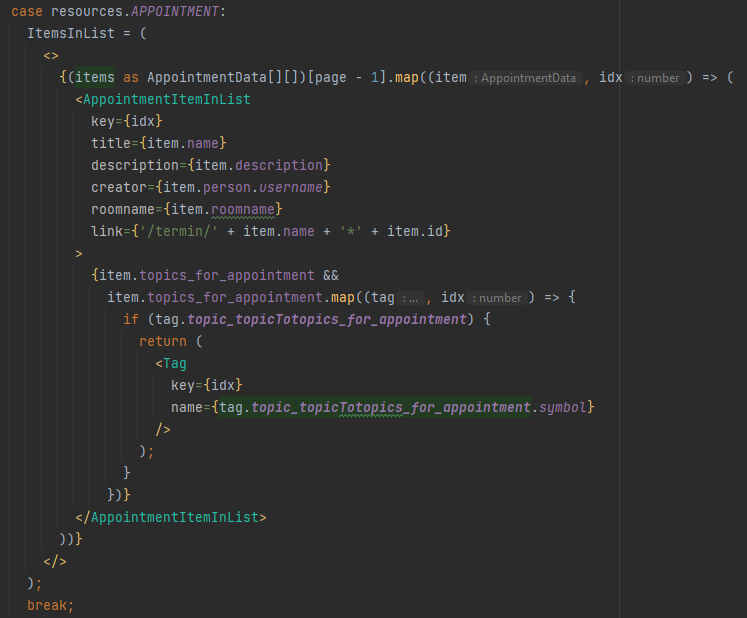 case resources.APPOINTMENT:
ItemsInList = (
<>
{(items as AppointmentData[][])[page - 1].map((item : AppointmentData , idx : number ) => (
<AppointmentItemInList
key={idx}
title={item.name}
description={item.description}
creator={item.person.username}
roomname={item.roomname}
link={'/termin/' + item.name + '*' + item.id}
>
{item.topics_for_appointment &&
item.topics_for_appointment.map((tag : ... , idx : number ) => {
if (tag.topic_topicTotopics_for_appointment) {
return (
<Tag
key={idx}
name={tag.topic_topicTotopics_for_appointment.symbol}
/>
);
}
})}
</AppointmentItemInList>
))}
</>
);
break;